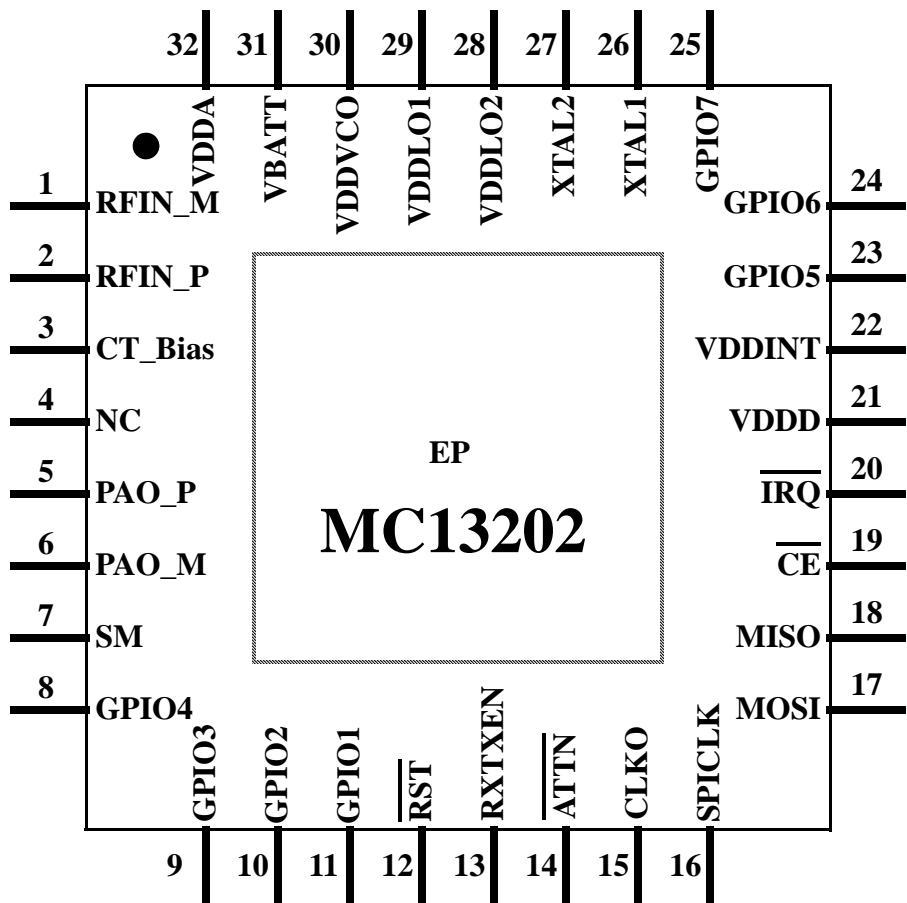 32 31 30 29 28 27 26 25
VDDA VBATT VDDVCO VDDLO1 VDDLO2 XTAL2 XTAL1 GPIO7
1 RFIN_M
2 RFIN_P
3 CT_Bias
4 NC
5 PAO_P
6 PAO_M
7 SM
8 GPIO4
EP
MC13202
GPIO6 24
GPIO5 23
VDDINT 22
VDDD 21
IRQ 20
CE 19
MISO 18
MOSI 17
GPIO3 GPIO2 GPIO1 RST RXTXEN ATTN CLKO SPICLK
9 10 11 12 13 14 15 16